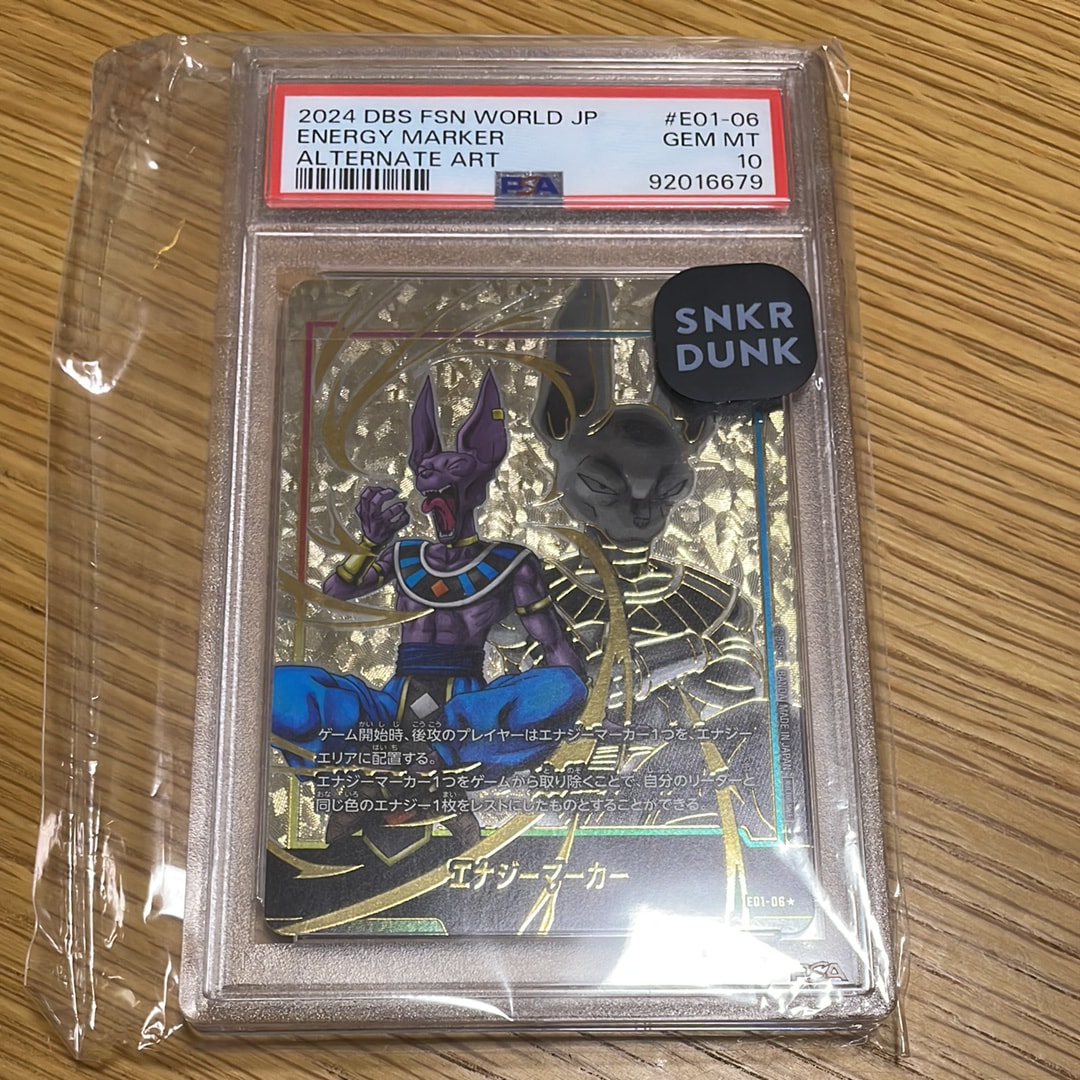 2024 DBS FSN WORLD JP #E01-06
ENERGY MARKER GEM MT
ALTERNATE ART 10
PSA 92016679
SNKR
DUNK
ゲーム開始時、後攻のプレイヤーはエナジーマーカー1つを、エナジー
エリアに配置する。
エナジーマーカー1つをゲームから取り除くことで、自分のリーダーと
同じ色のエナジー1枚をレストにしたものとすることができる。
エナジーマーカー
E01-06★
MADE IN JAPAN
PSA